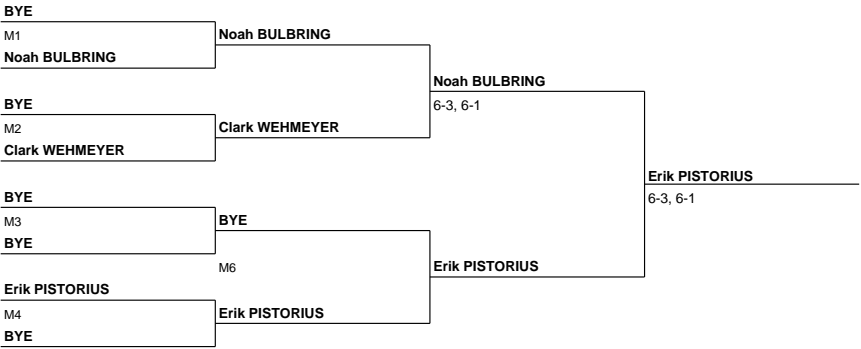 BYE
M1
Noah BULBRING
Noah BULBRING
BYE
M2
Clark WEHMEYER
Clark WEHMEYER
Noah BULBRING
6-3, 6-1
BYE
M3
BYE
BYE
M6
Erik PISTORIUS
M4
BYE
Erik PISTORIUS
Erik PISTORIUS
Erik PISTORIUS
6-3, 6-1